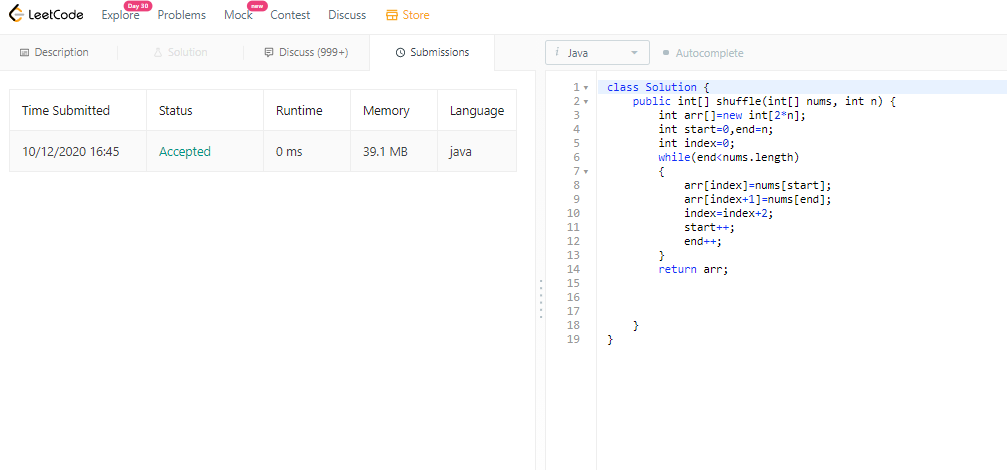 LeetCode Explore Day 30 Problems Mock new Contest Discuss Store
Description Solution Discuss (999+) Submissions
Time Submitted Status Runtime Memory Language
10/12/2020 16:45 Accepted 0 ms 39.1 MB java
i Java Autocomplete
1 class Solution {
2 public int[] shuffle(int[] nums, int n) {
3 int arr[]=new int[2*n];
4 int start=0,end=n;
5 int index=0;
6 while(end<nums.length)
7 {
8 arr[index]=nums[start];
9 arr[index+1]=nums[end];
10 index=index+2;
11 start++;
12 end++;
13 }
14 return arr;
15
16
17
18 }
19 }